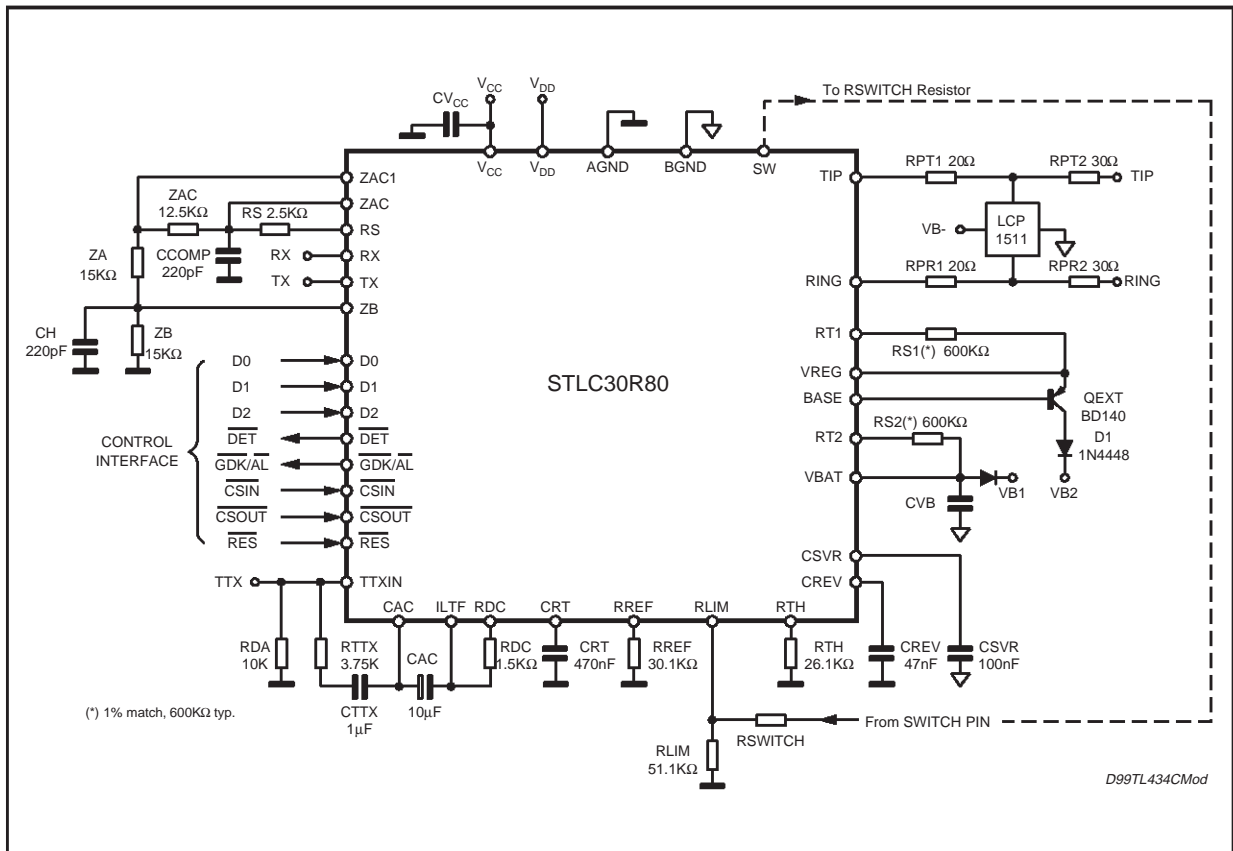 V_CC
V_DD
CV_CC
To RSWITCH Resistor
V_CC
V_DD
AGND
BGND
SW
ZAC1
ZAC
RS
RX
TX
ZB
ZAC
12.5KΩ
RS 2.5KΩ
ZA
15KΩ
CCOMP
220pF
RX
TX
CH
220pF
ZB
15KΩ
CONTROL
INTERFACE
D0
D0
D1
D1
D2
D2
DET
DET
GDK/AL
GDK/AL
CSIN
CSIN
CSOUT
CSOUT
RES
RES
TTX
TTXIN
STLC30R80
TIP
RPT1 20Ω
RPT2 30Ω
TIP
LCP
1511
VB-
RING
RPR1 20Ω
RPR2 30Ω
RING
RT1
RS1(*) 600KΩ
VREG
BASE
QEXT
BD140
RT2
RS2(*) 600KΩ
D1
1N4448
VBAT
VB1
VB2
CVB
CSVR
CREV
CAC
ILTF
RDC
CRT
RREF
RLIM
RTH
RDA
10K
RTTX
3.75K
CAC
10μF
RDC
1.5KΩ
CRT
470nF
RREF
30.1KΩ
RTH
26.1KΩ
CREV
47nF
CSVR
100nF
CTTX
1μF
(*) 1% match, 600KΩ typ.
RSWITCH
From SWITCH PIN
RLIM
51.1KΩ
D99TL434CMod